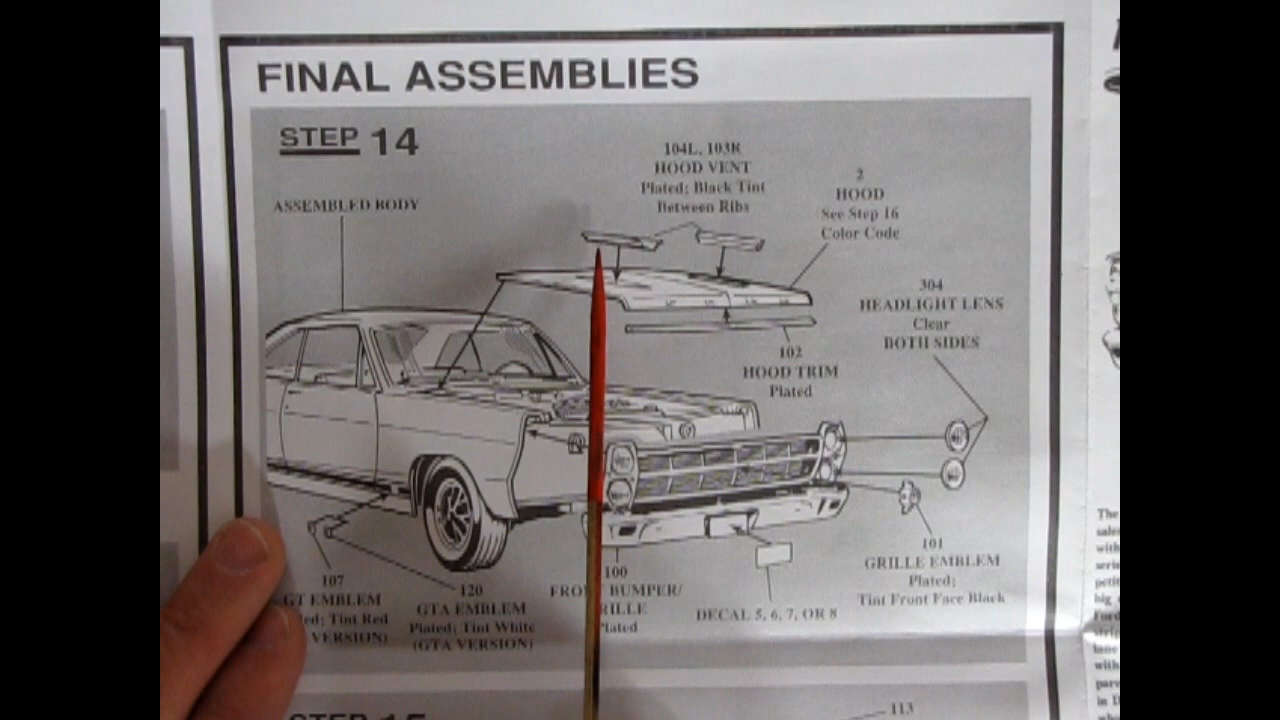 FINAL ASSEMBLIES
STEP 14
104L, 103R
HOOD VENT
Plated; Black Tint
Between Ribs
2
HOOD
See Step 16
Color Code
ASSEMBLED BODY
304
HEADLIGHT LENS
Clear
BOTH SIDES
102
HOOD TRIM
Plated
101
GRILLE EMBLEM
Plated;
Tint Front Face Black
107
GT EMBLEM
Tint Red
VERSION)
120
GTA EMBLEM
Plated; Tint White
(GTA VERSION)
100
BUMPER/
DECAL 5, 6, 7, OR 8
113
The